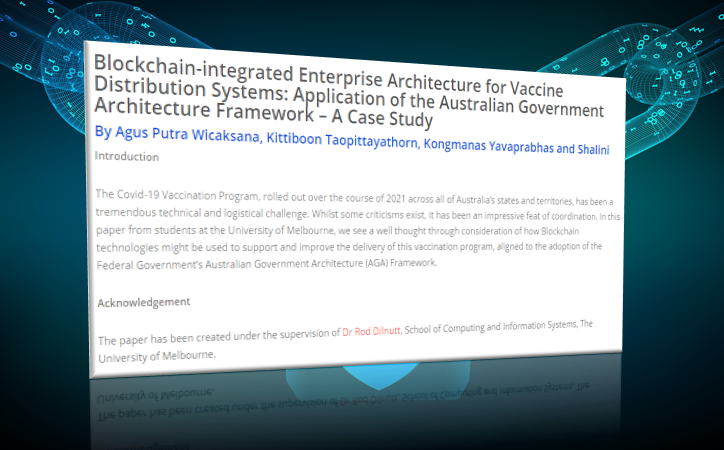 Blockchain-integrated Enterprise Architecture for Vaccine
Distribution Systems: Application of the Australian Government
Architecture Framework – A Case Study
By Agus Putra Wicaksana, Kittiboon Taopittayathorn, Kongmanas Yavaprabhas and Shalini
Introduction
The Covid-19 Vaccination Program, rolled out over the course of 2021 across all of Australia's states and territories, has been a
tremendous technical and logistical challenge. Whilst some criticisms exist, it has been an impressive feat of coordination. In this
paper from students at the University of Melbourne, we see a well thought through consideration of how Blockchain
technologies might be used to support and improve the delivery of this vaccination program, aligned to the adoption of the
Federal Government's Australian Government Architecture (AGA) Framework.
Acknowledgement
The paper has been created under the supervision of Dr Rod Dilnutt, School of Computing and Information Systems, The
University of Melbourne.